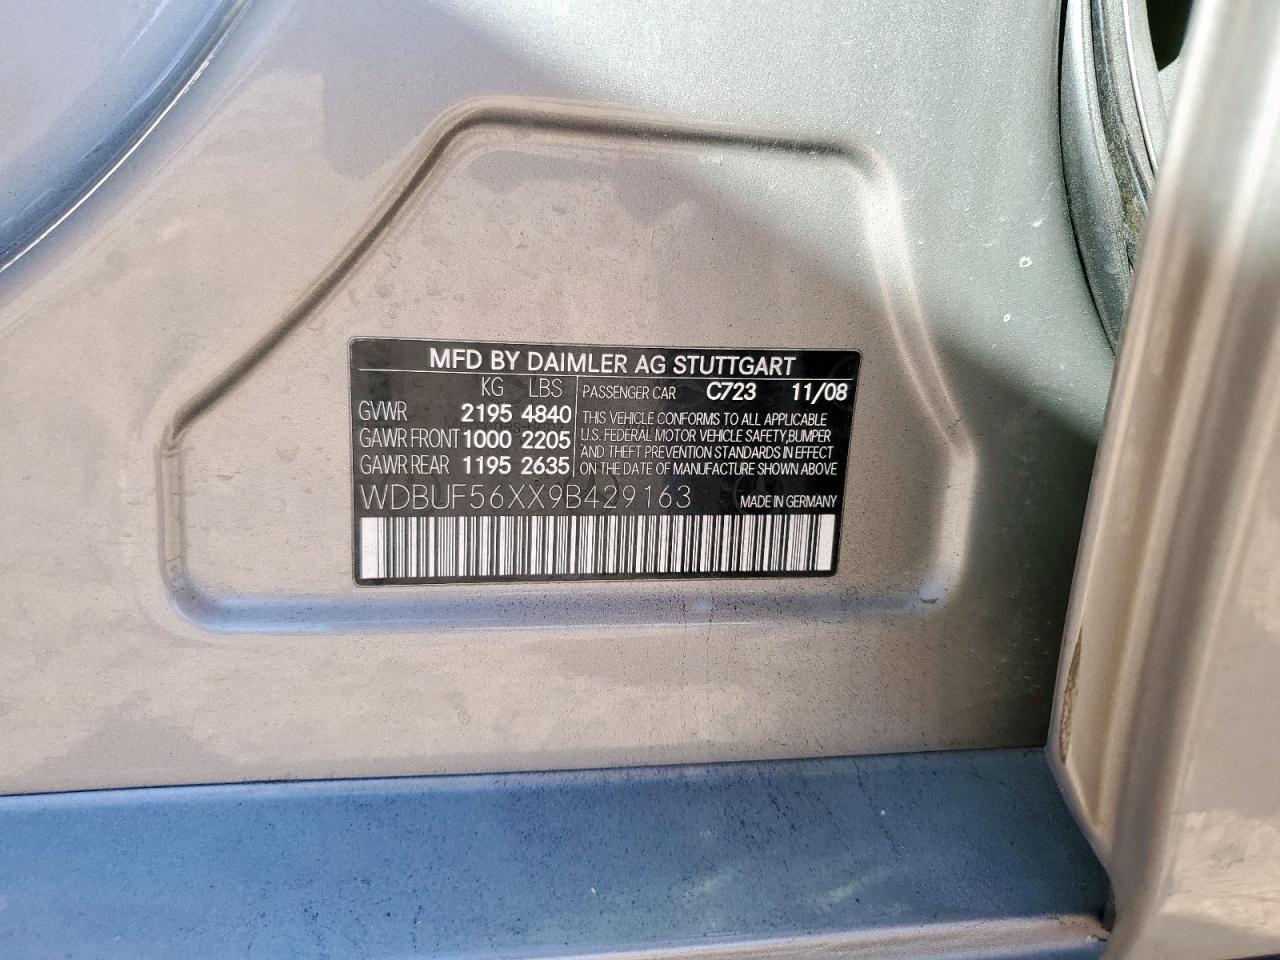 MFD BY DAIMLER AG STUTTGART
KG LBS
GVWR 2195 4840
GAWR FRONT 1000 2205
GAWR REAR 1195 2635
PASSENGER CAR C723 11/08
THIS VEHICLE CONFORMS TO ALL APPLICABLE
U.S. FEDERAL MOTOR VEHICLE SAFETY, BUMPER
AND THEFT PREVENTION STANDARDS IN EFFECT
ON THE DATE OF MANUFACTURE SHOWN ABOVE
WDBUF56XX9B429163 MADE IN GERMANY